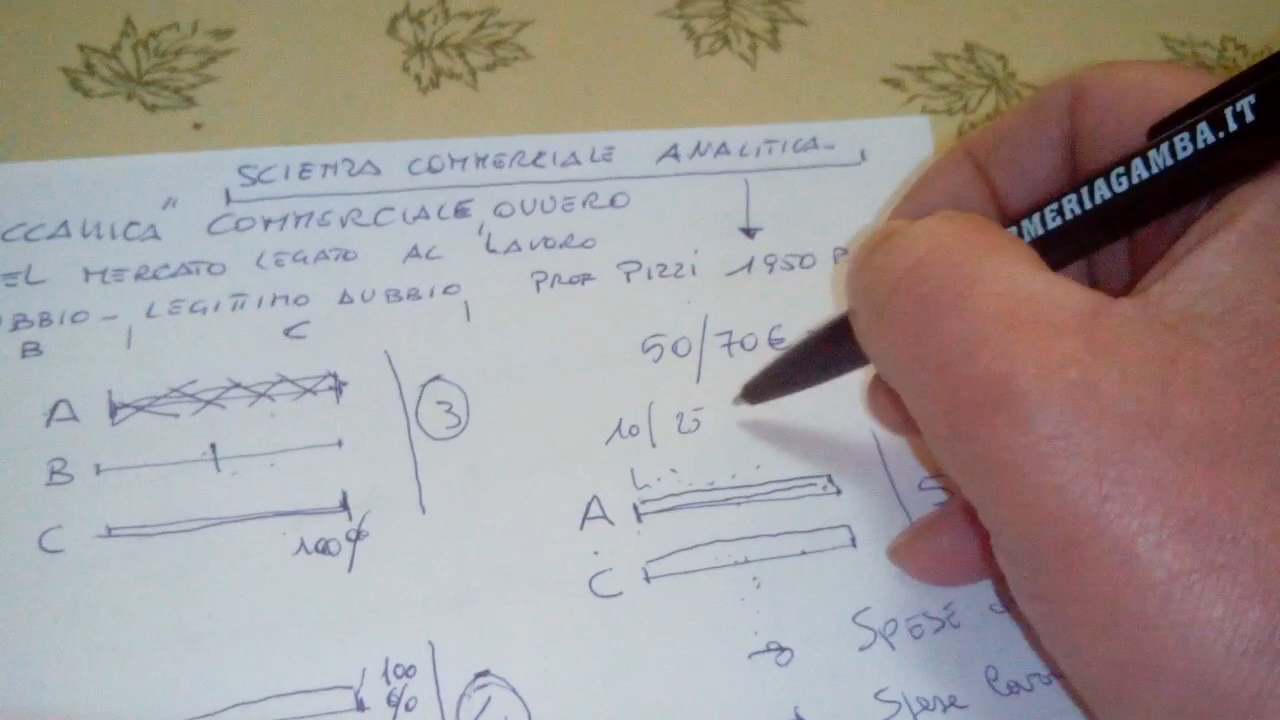 SCIENZA COMMERCIALE ANALITICA
CCANICA" COMMERCIALE OVVERO
EL MERCATO LEGATO AL LAVORO
BBIO - LEGITTIMO DUBBIO
PROF PIZZI 1950 P
B C
50/70€
A
3
10/25
B
A
C
100%
C
SPESE
Spese
100
%
RMERIAGAMBA.IT